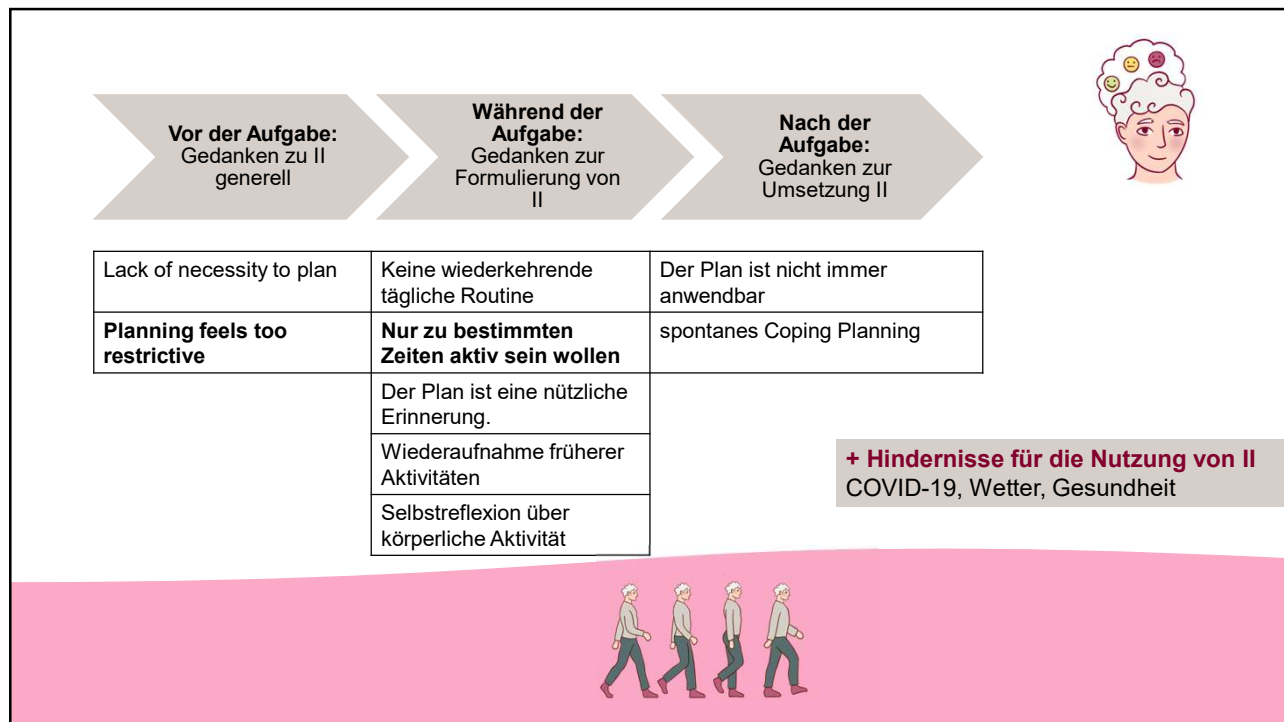 Vor der Aufgabe:
Gedanken zu II
generell
Während der
Aufgabe:
Gedanken zur
Formulierung von
II
Nach der
Aufgabe:
Gedanken zur
Umsetzung II
Lack of necessity to plan
Keine wiederkehrende
tägliche Routine
Der Plan ist nicht immer
anwendbar
Planning feels too
restrictive
Nur zu bestimmten
Zeiten aktiv sein wollen
spontanes Coping Planning
Der Plan ist eine nützliche
Erinnerung.
Wiederaufnahme früherer
Aktivitäten
Selbstreflexion über
körperliche Aktivität
+ Hindernisse für die Nutzung von II
COVID-19, Wetter, Gesundheit